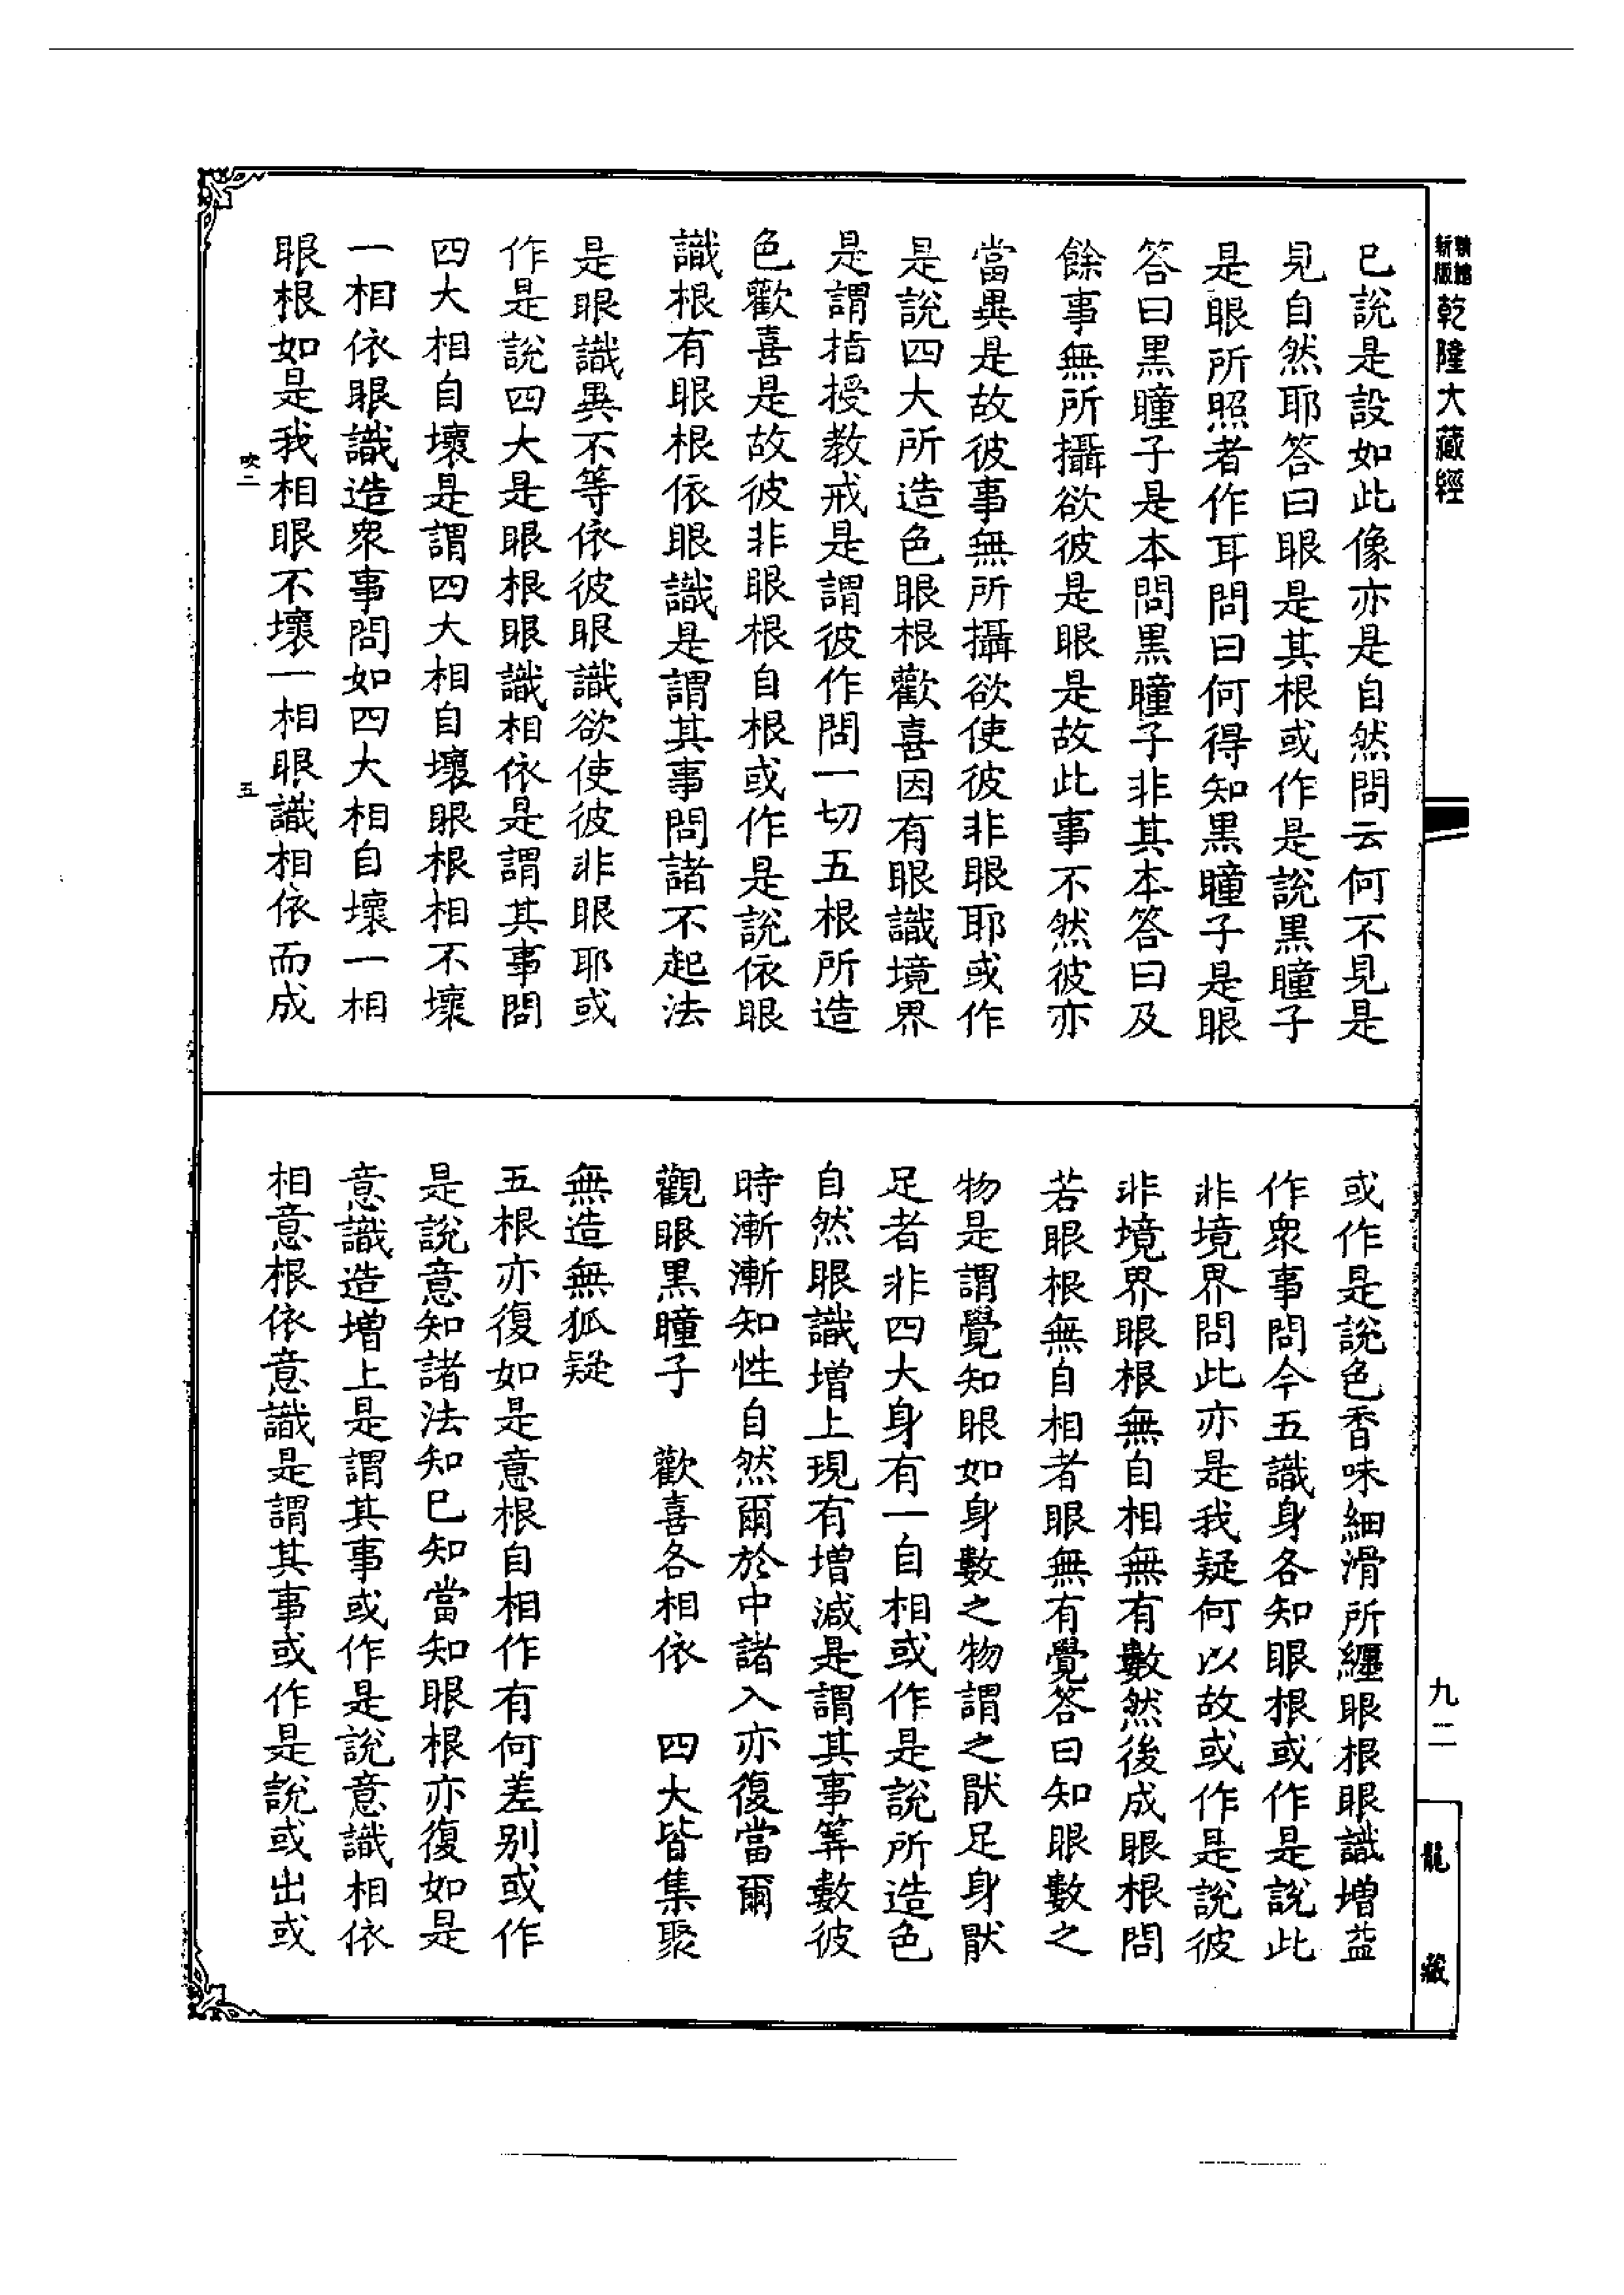 新版
精縮
乾隆大藏經
已說是設如此像亦是自然問云何不見是
見自然耶答曰眼是其根或作是說黑瞳子
是眼所照者作耳問曰何得知黑瞳子是眼
答曰黑瞳子是本問黑瞳子非其本答曰及
餘事無所攝欲彼是眼是故此事不然彼亦
當異是故彼事無所攝欲使彼非眼耶或作
是說四大所造色眼根歡喜因有眼識境界
是謂指授教戒是謂彼作問一切五根所造
色歡喜是故彼非眼根自根或作是說依眼
識根有眼根依眼識是謂其事問諸不起法
是眼識異不等依彼眼識欲使彼非眼耶或
作是說四大是眼根眼識相依是謂其事問
四大相自壞是謂四大相自壞眼根相不壞
一相依眼識造衆事問如四大相自壞一相
眼根如是我相眼不壞一相眼識相依而成
吹二
五
或作是說色香味細滑所纒眼根眼識增益
作衆事問今五識身各知眼根或作是說此
非境界問此亦是我疑何以故或作是說彼
非境界眼根無自相無有數然後成眼根問
若眼根無自相者眼無有覺答曰知眼數之
物是謂覺知眼如身數之物謂之猒足身猒
足者非四大身有一自相或作是說所造色
自然眼識增上現有增減是謂其事筭數彼
時漸漸知性自然爾於中諸入亦復當爾
觀眼黑瞳子　歡喜各相依　四大皆集聚
無造無狐疑
五根亦復如是意根自相作有何差别或作
是說意知諸法知已知當知眼根亦復如是
意識造增上是謂其事或作是說意識相依
相意根依意識是謂其事或作是說或出或
九二
龍藏